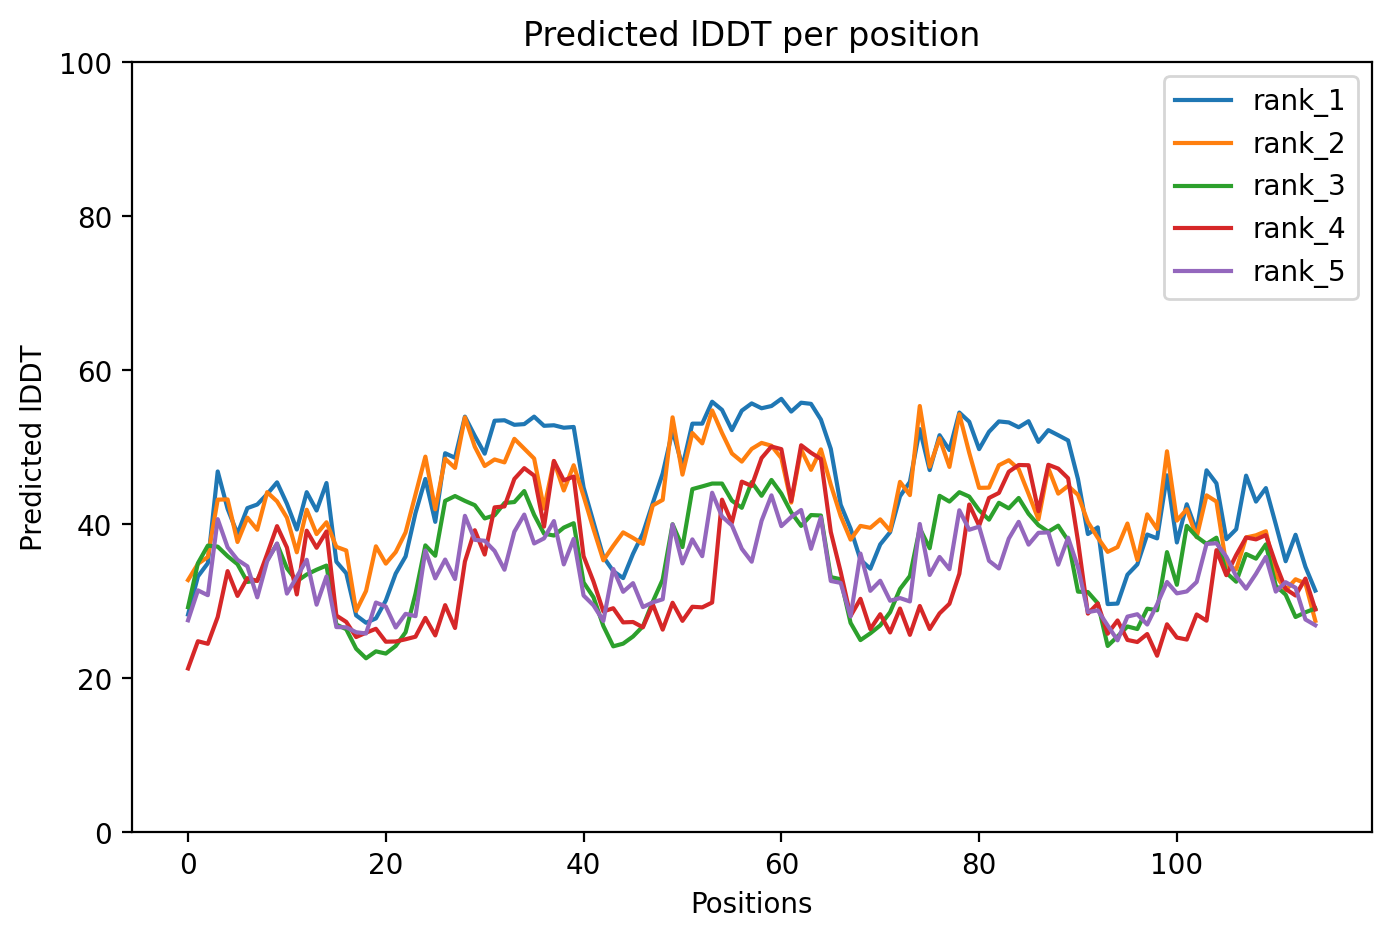 Predicted lDDT per position
100
80
60
40
20
0
Predicted lDDT
0 20 40 60 80 100
Positions
rank_1
rank_2
rank_3
rank_4
rank_5